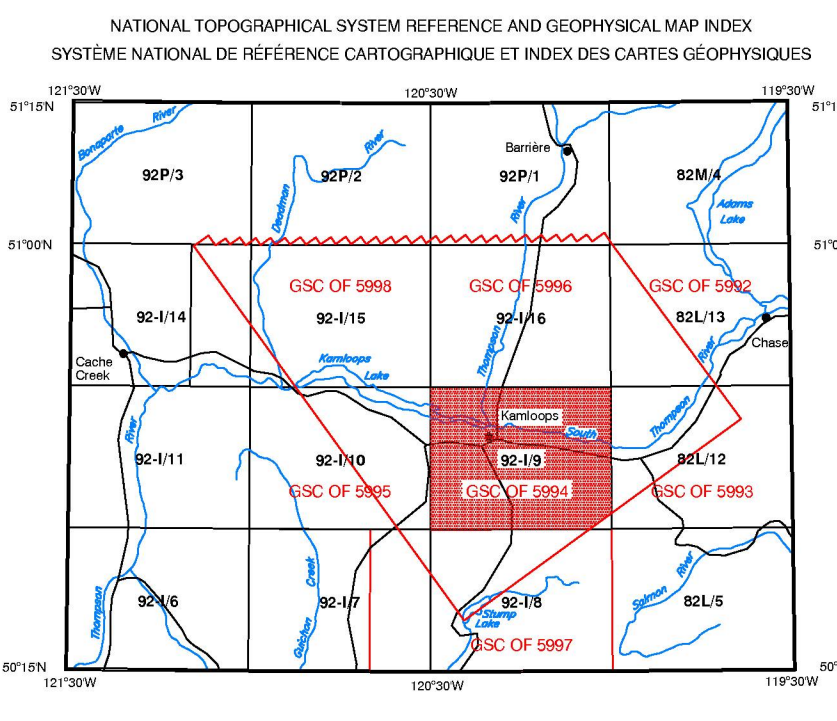 NATIONAL TOPOGRAPHICAL SYSTEM REFERENCE AND GEOPHYSICAL MAP INDEX
SYSTÈME NATIONAL DE RÉFÉRENCE CARTOGRAPHIQUE ET INDEX DES CARTES GÉOPHYSIQUES
121°30'W
120°30'W
119°30'W
51°15'N
51°1
Bonaparte River
Deadman River
Barrière
92P/3
92P/2
92P/1
82M/4
River
Adams
Lake
51°00'N
51°0
GSC OF 5998
GSC OF 5996
GSC OF 5992
92-I/14
92-I/15
92-I/16
82L/13
Cache
Creek
Kamloops
Lake
Thompson
River
Chase
Kamloops
Thompson
South
River
92-I/11
92-I/10
92-I/9
82L/12
GSC OF 5995
GSC OF 5994
GSC OF 5993
Thompson
92-I/6
Guichon Creek
92-I/7
92-I/8
Stump
Lake
Salmon River
82L/5
GSC OF 5997
50°15'N
50°
121°30'W
120°30'W
119°30'W